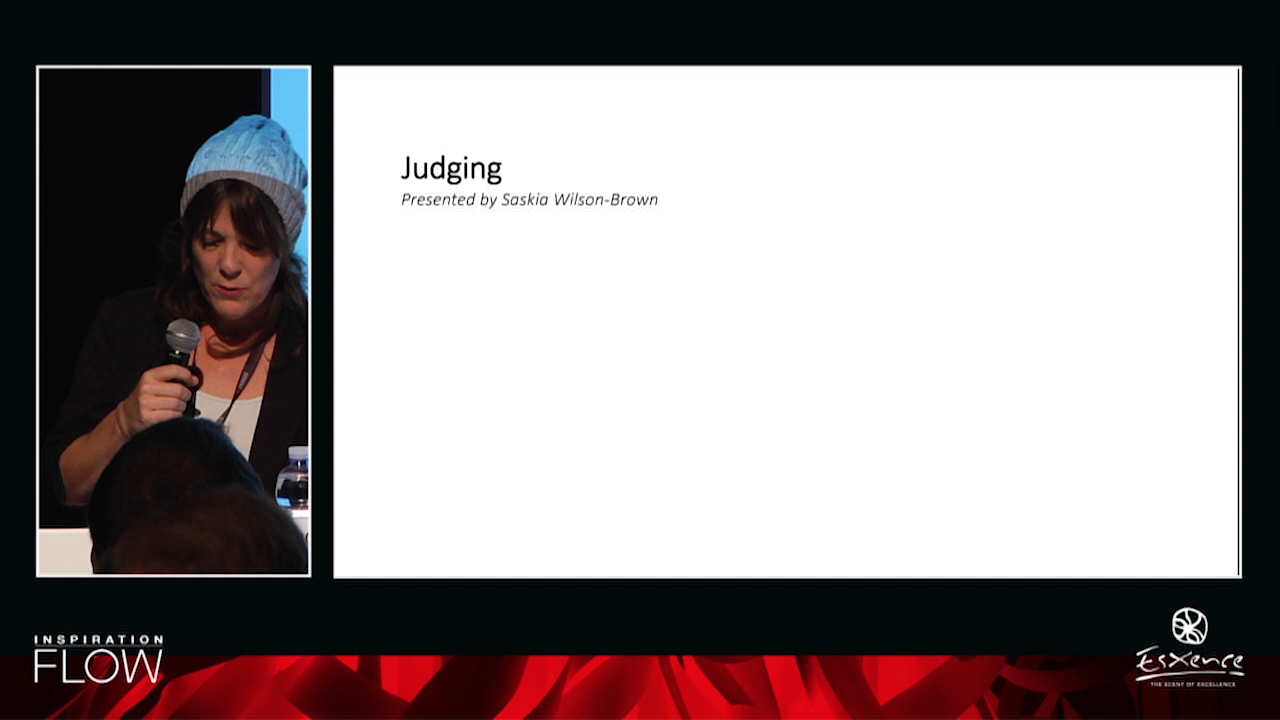 Judging
Presented by Saskia Wilson-Brown
INSPIRATION
FLOW
EsXence
THE SCENT OF EXCELLENCE